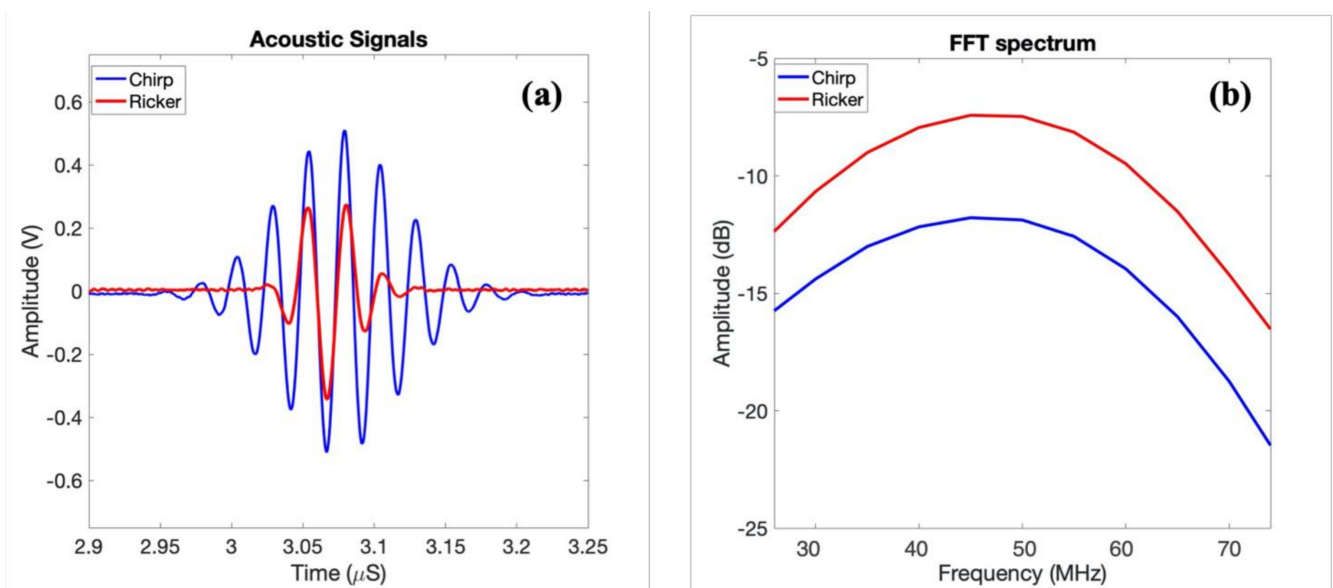 Acoustic Signals
Chirp
Ricker
(a)
0.6
0.4
0.2
0
-0.2
-0.4
-0.6
Amplitude (V)
2.9 2.95 3 3.05 3.1 3.15 3.2 3.25
Time (μS)
FFT spectrum
Chirp
Ricker
(b)
-5
-10
-15
-20
-25
Amplitude (dB)
30 40 50 60 70
Frequency (MHz)